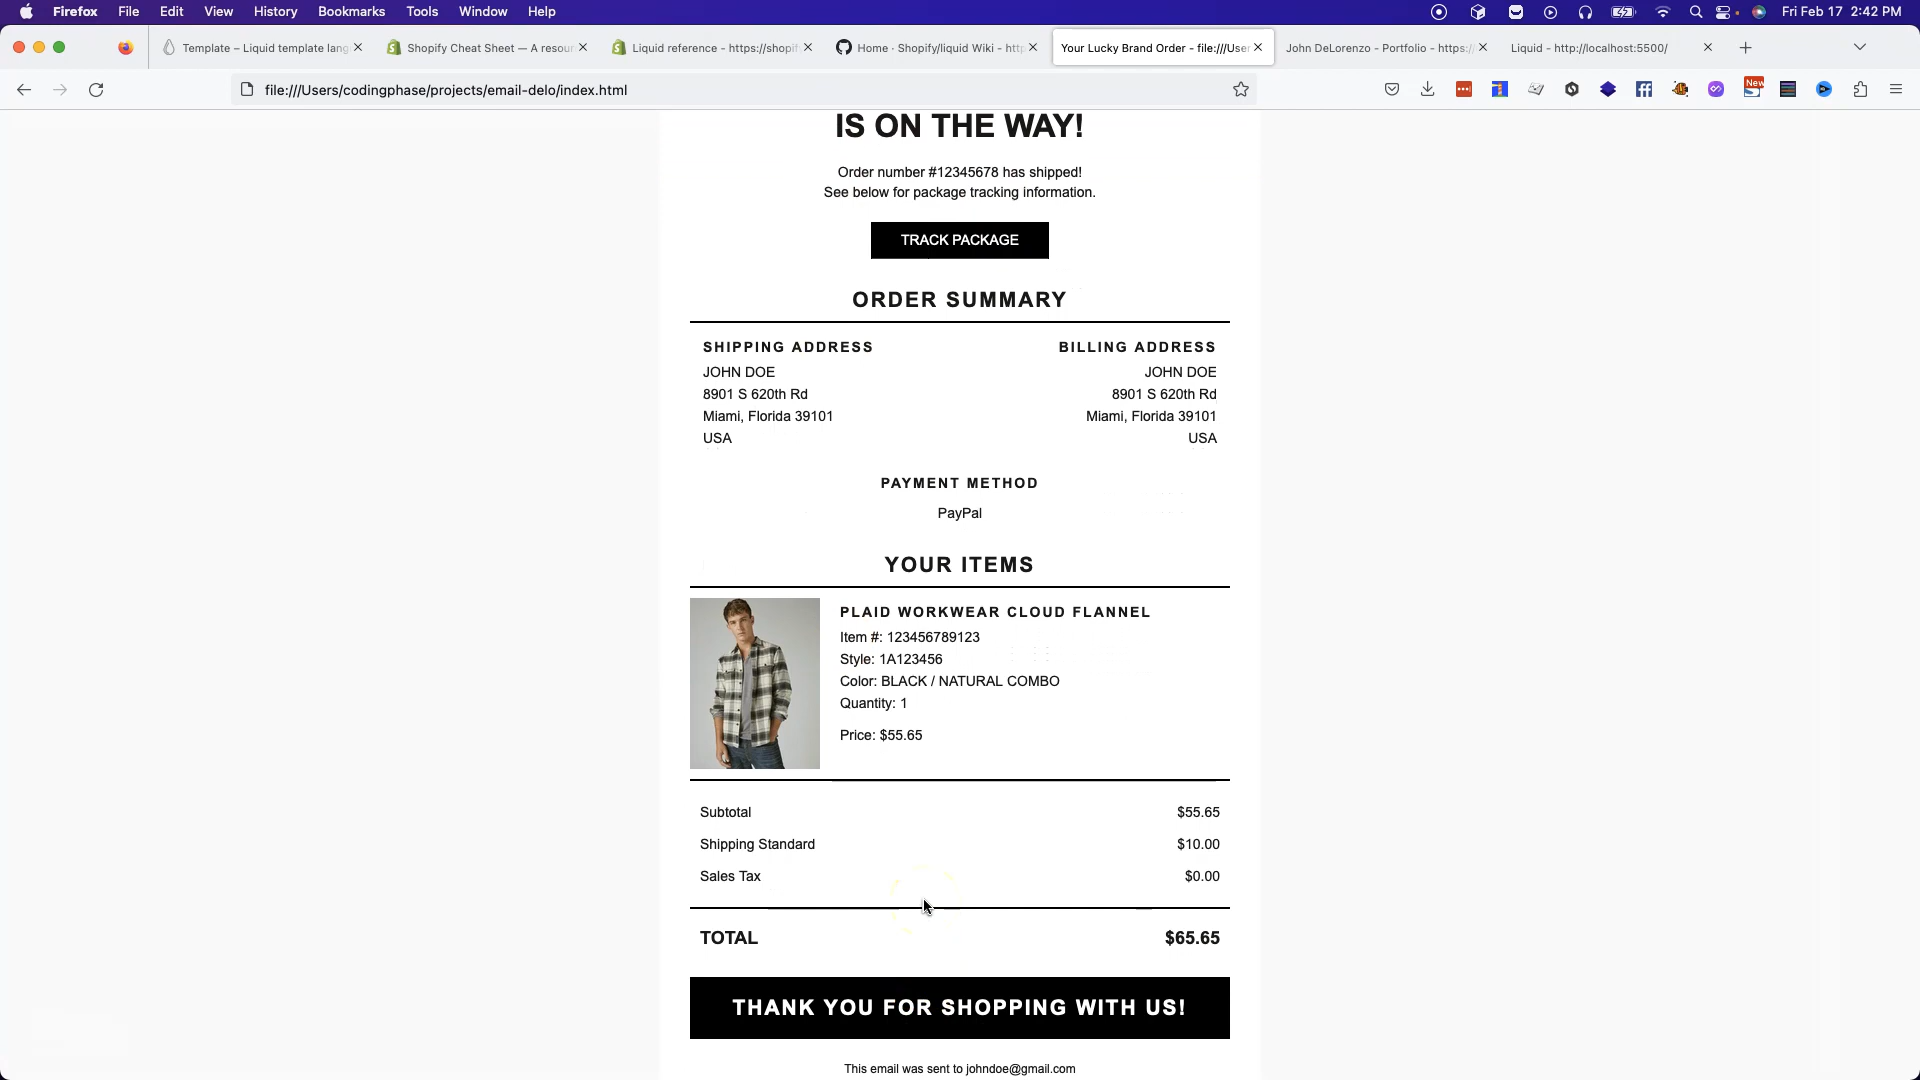 Firefox File Edit View History Bookmarks Tools Window Help Fri Feb 17 2:42 PM
Template – Liquid template lang
Shopify Cheat Sheet — A resour
Liquid reference - https://shopif
Home · Shopify/liquid Wiki - http
Your Lucky Brand Order - file:///User
John DeLorenzo - Portfolio - https:/
Liquid - http://localhost:5500/
file:///Users/codingphase/projects/email-delo/index.html
New
IS ON THE WAY!
Order number #12345678 has shipped!
See below for package tracking information.
TRACK PACKAGE
ORDER SUMMARY
SHIPPING ADDRESS
JOHN DOE
8901 S 620th Rd
Miami, Florida 39101
USA
BILLING ADDRESS
JOHN DOE
8901 S 620th Rd
Miami, Florida 39101
USA
PAYMENT METHOD
PayPal
YOUR ITEMS
PLAID WORKWEAR CLOUD FLANNEL
Item #: 123456789123
Style: 1A123456
Color: BLACK / NATURAL COMBO
Quantity: 1
Price: $55.65
Subtotal $55.65
Shipping Standard $10.00
Sales Tax $0.00
TOTAL $65.65
THANK YOU FOR SHOPPING WITH US!
This email was sent to johndoe@gmail.com